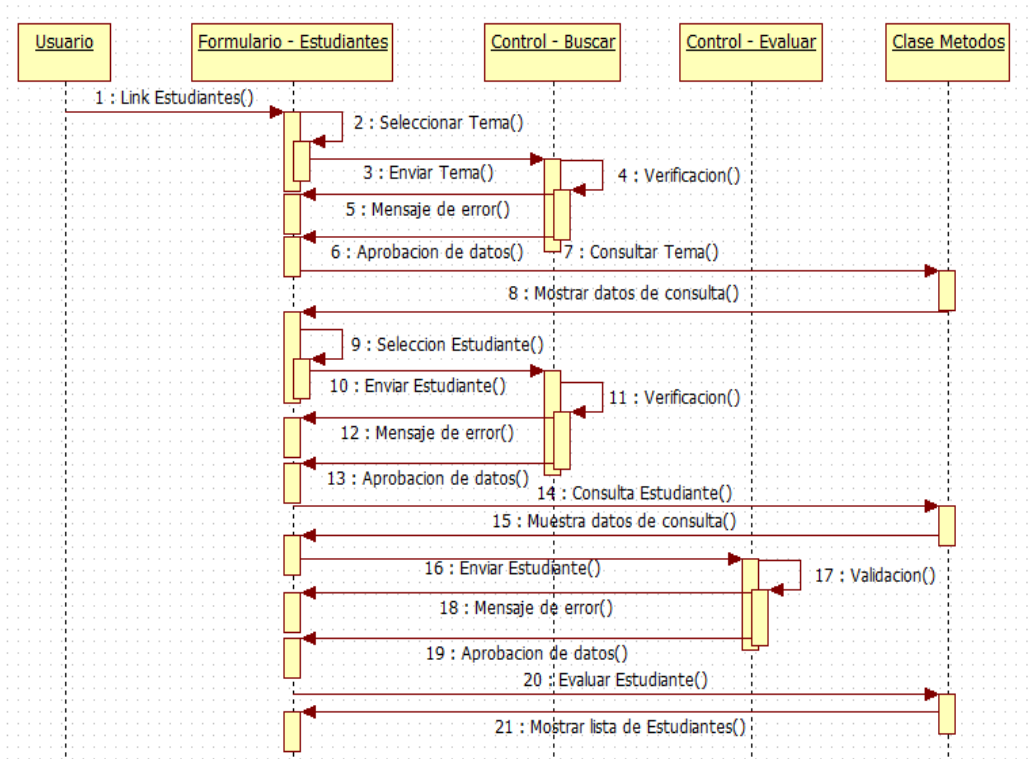 Usuario
Formulario - Estudiantes
Control - Buscar
Control - Evaluar
Clase Metodos
1 : Link Estudiantes()
2 : Seleccionar Tema()
3 : Enviar Tema()
4 : Verificacion()
5 : Mensaje de error()
6 : Aprobacion de datos()
7 : Consultar Tema()
8 : Mostrar datos de consulta()
9 : Seleccion Estudiante()
10 : Enviar Estudiante()
11 : Verificacion()
12 : Mensaje de error()
13 : Aprobacion de datos()
14 : Consulta Estudiante()
15 : Muestra datos de consulta()
16 : Enviar Estudiante()
17 : Validacion()
18 : Mensaje de error()
19 : Aprobacion de datos()
20 : Evaluar Estudiante()
21 : Mostrar lista de Estudiantes()